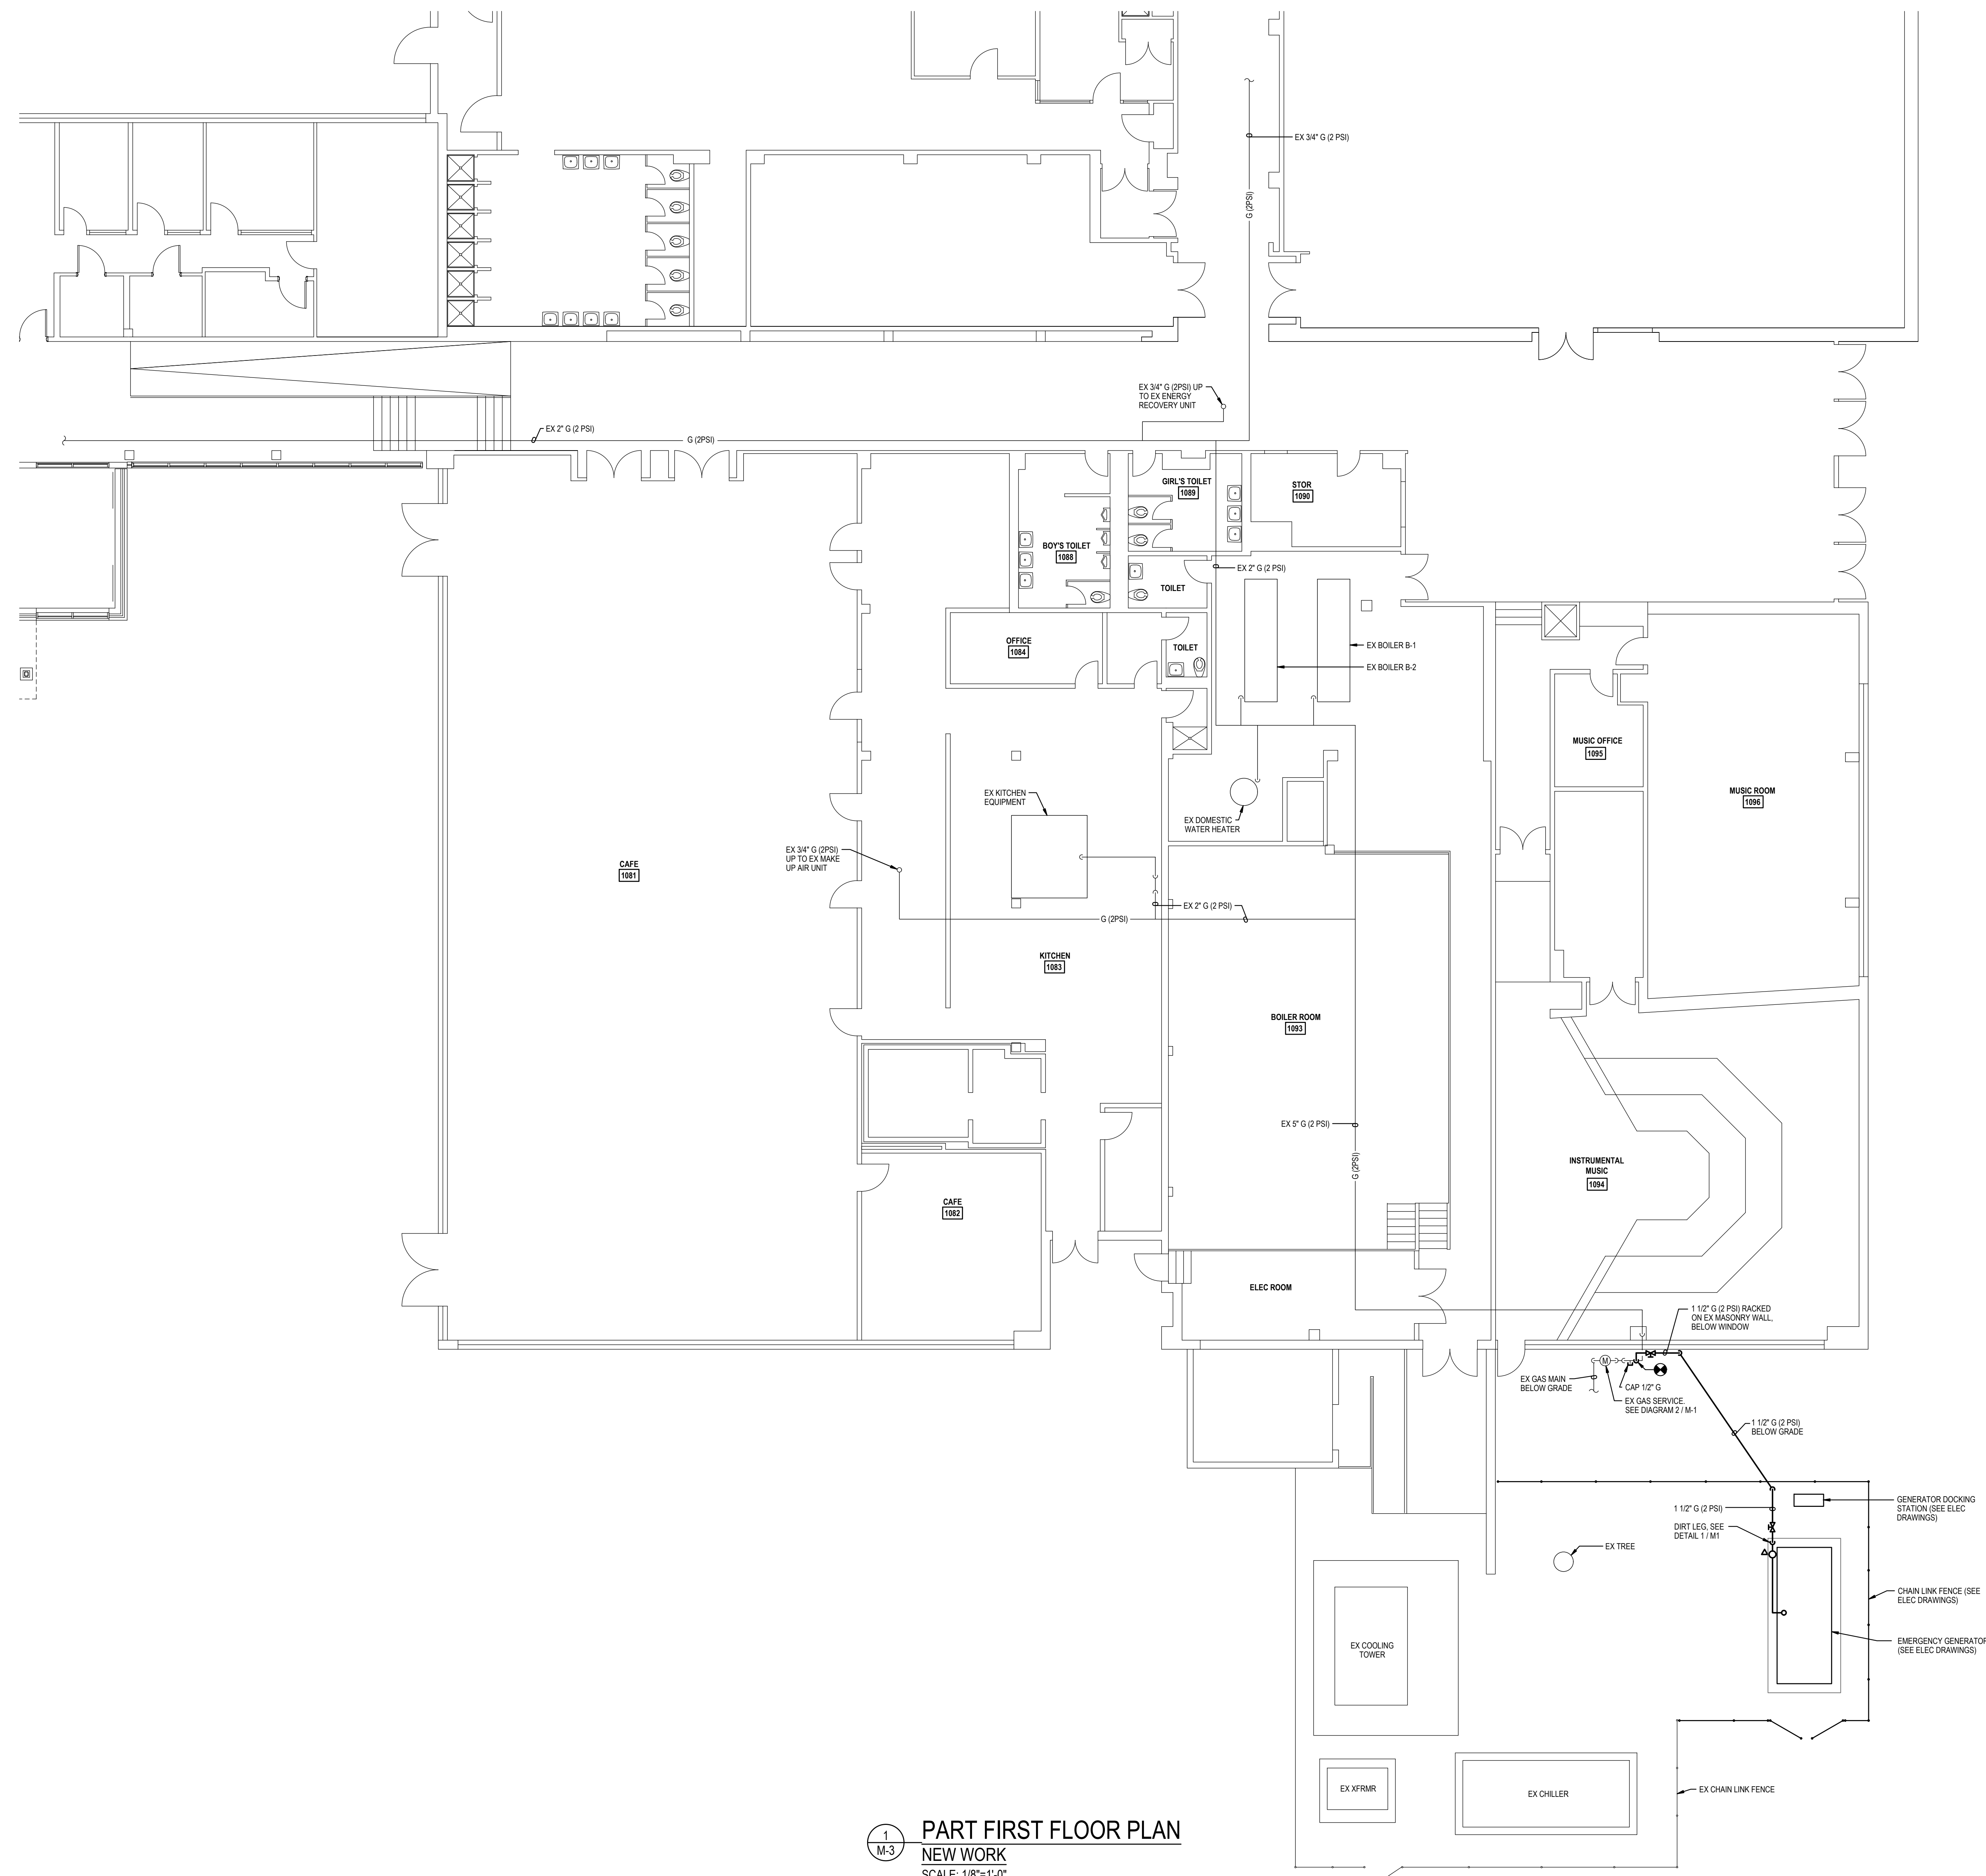 EX 3/4" G (2 PSI)
G (2PSI)
EX 3/4" G (2PSI) UP
TO EX ENERGY
RECOVERY UNIT
EX 2" G (2 PSI)
G (2PSI)
GIRL'S TOILET
1089
STOR
1090
BOY'S TOILET
1088
EX 2" G (2 PSI)
TOILET
OFFICE
1084
TOILET
EX BOILER B-1
EX BOILER B-2
MUSIC OFFICE
1095
MUSIC ROOM
1096
EX KITCHEN
EQUIPMENT
EX DOMESTIC
WATER HEATER
EX 3/4" G (2PSI)
UP TO EX MAKE
UP AIR UNIT
CAFE
1081
EX 2" G (2 PSI)
G (2PSI)
KITCHEN
1083
BOILER ROOM
1093
EX 5" G (2 PSI)
G (2PSI)
INSTRUMENTAL
MUSIC
1094
CAFE
1082
ELEC ROOM
1 1/2" G (2 PSI) RACKED
ON EX MASONRY WALL,
BELOW WINDOW
M
EX GAS MAIN
BELOW GRADE
CAP 1/2" G
EX GAS SERVICE.
SEE DIAGRAM 2 / M-1
1 1/2" G (2 PSI)
BELOW GRADE
1 1/2" G (2 PSI)
GENERATOR DOCKING
STATION (SEE ELEC
DRAWINGS)
DIRT LEG, SEE
DETAIL 1 / M1
EX TREE
CHAIN LINK FENCE (SEE
ELEC DRAWINGS)
EX COOLING
TOWER
EMERGENCY GENERATOR
(SEE ELEC DRAWINGS)
EX XFRMR
EX CHILLER
EX CHAIN LINK FENCE
1
M-3
PART FIRST FLOOR PLAN
NEW WORK
SCALE: 1/8"=1'-0"